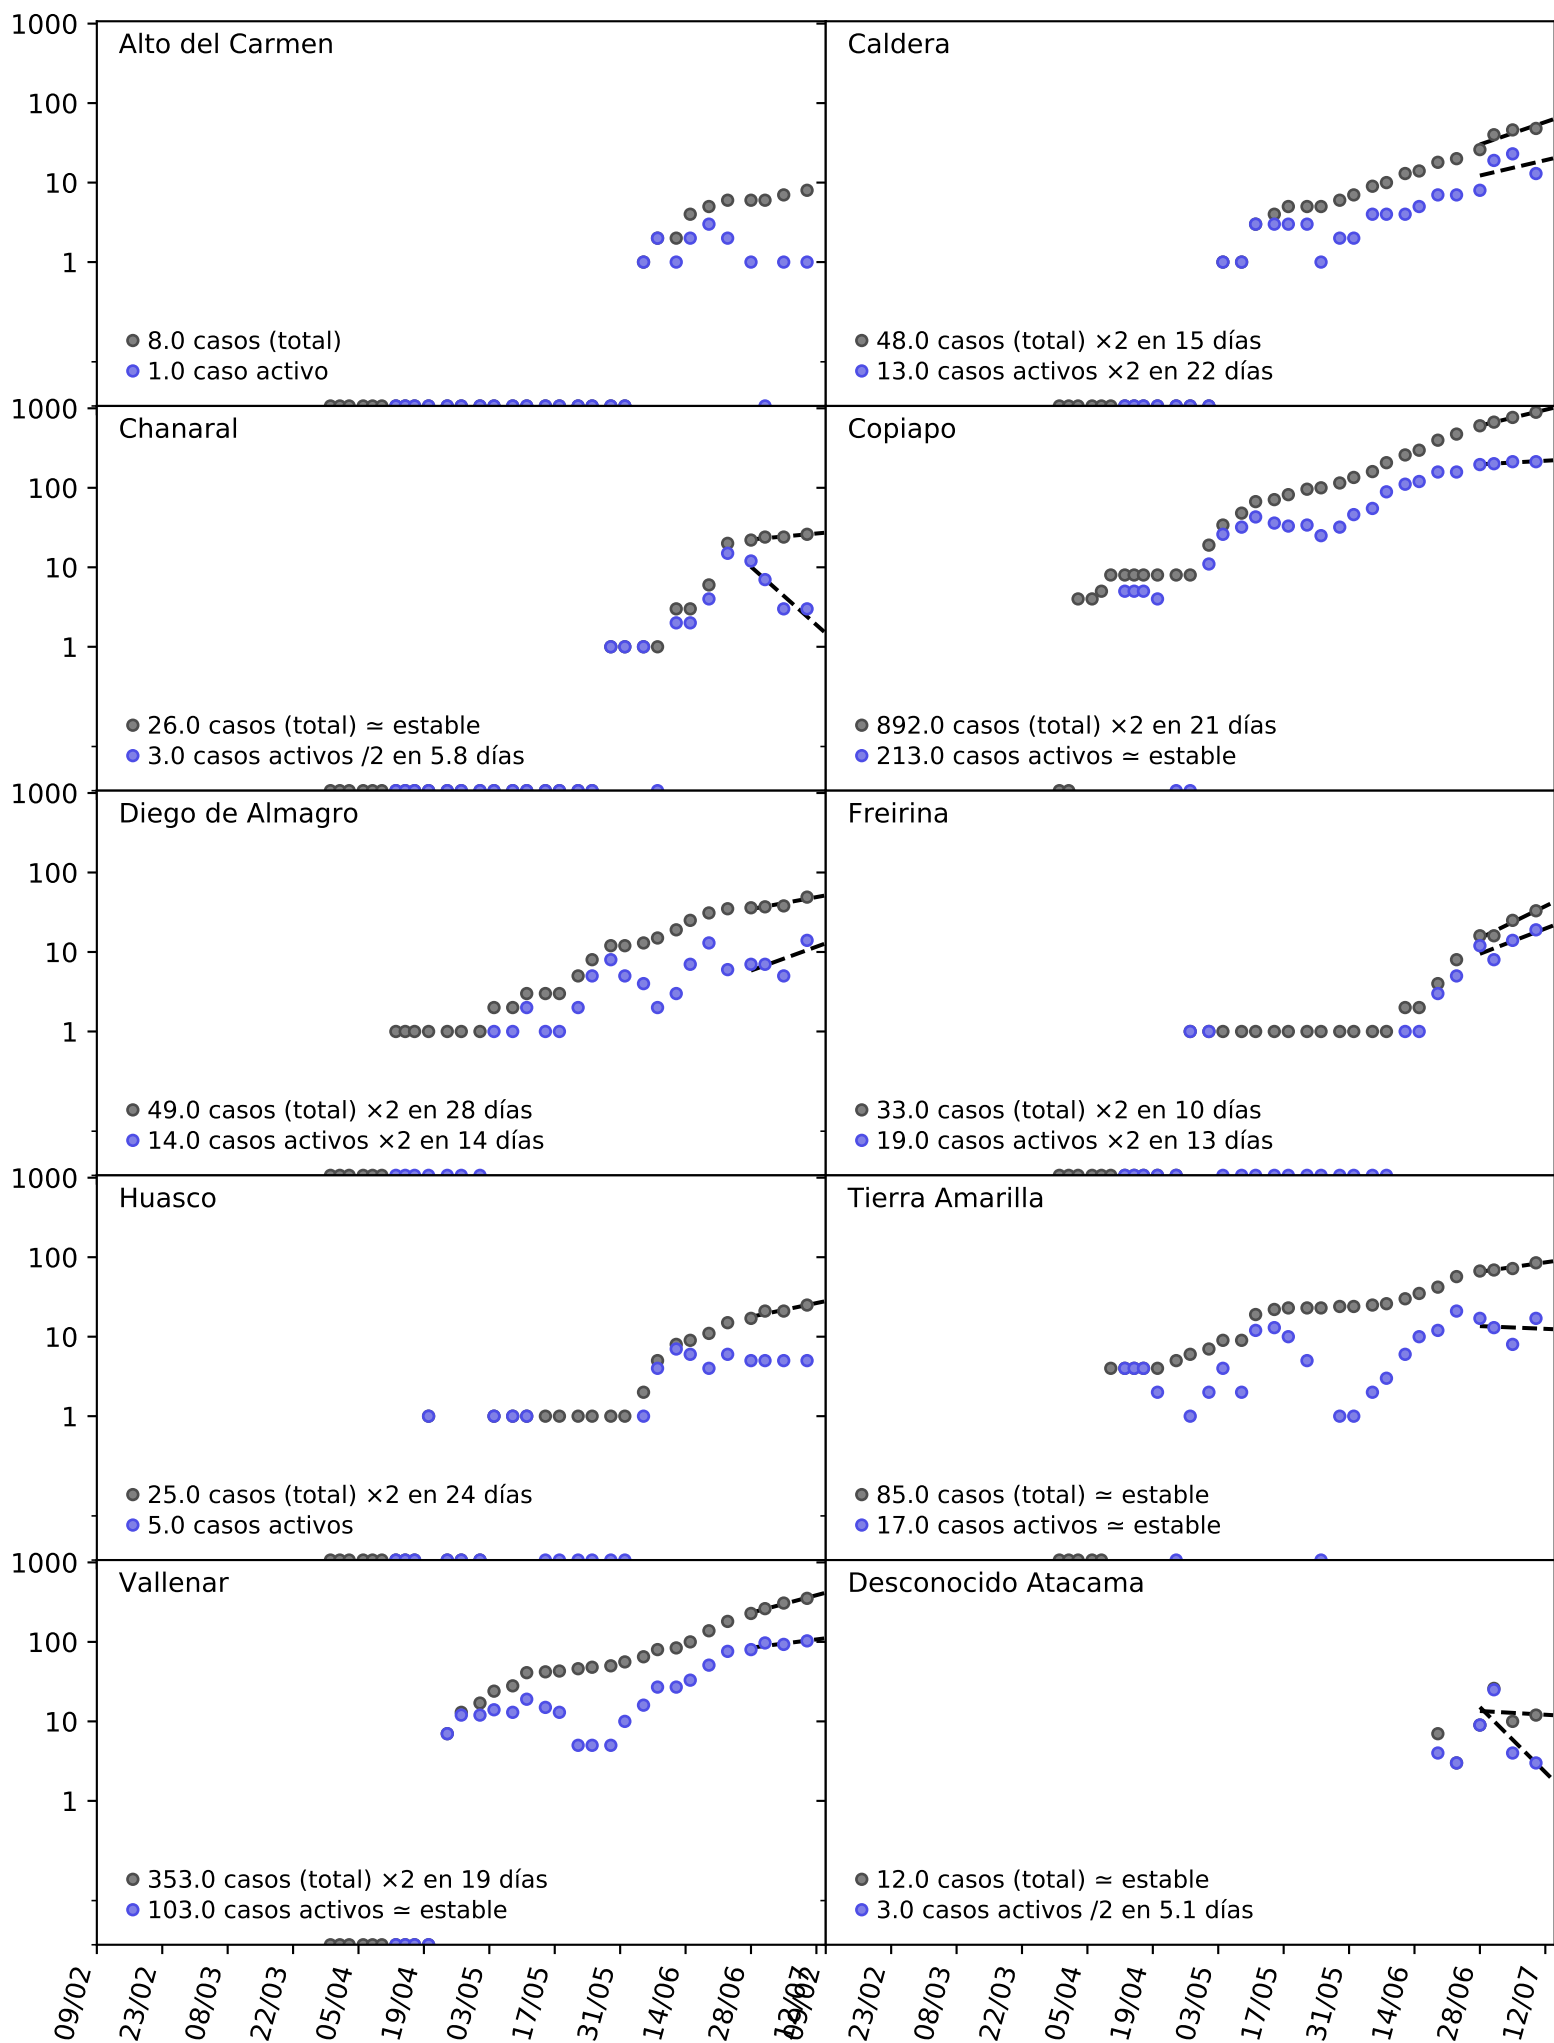 1000
100
10
1
Alto del Carmen
8.0 casos (total)
1.0 caso activo
Caldera
48.0 casos (total) ×2 en 15 días
13.0 casos activos ×2 en 22 días
1000
100
10
1
Chanaral
26.0 casos (total) ≃ estable
3.0 casos activos /2 en 5.8 días
Copiapo
892.0 casos (total) ×2 en 21 días
213.0 casos activos ≃ estable
1000
100
10
1
Diego de Almagro
49.0 casos (total) ×2 en 28 días
14.0 casos activos ×2 en 14 días
Freirina
33.0 casos (total) ×2 en 10 días
19.0 casos activos ×2 en 13 días
1000
100
10
1
Huasco
25.0 casos (total) ×2 en 24 días
5.0 casos activos
Tierra Amarilla
85.0 casos (total) ≃ estable
17.0 casos activos ≃ estable
1000
100
10
1
Vallenar
353.0 casos (total) ×2 en 19 días
103.0 casos activos ≃ estable
Desconocido Atacama
12.0 casos (total) ≃ estable
3.0 casos activos /2 en 5.1 días
09/02
23/02
08/03
22/03
05/04
19/04
03/05
17/05
31/05
14/06
28/06
12/07
09/02
23/02
08/03
22/03
05/04
19/04
03/05
17/05
31/05
14/06
28/06
12/07